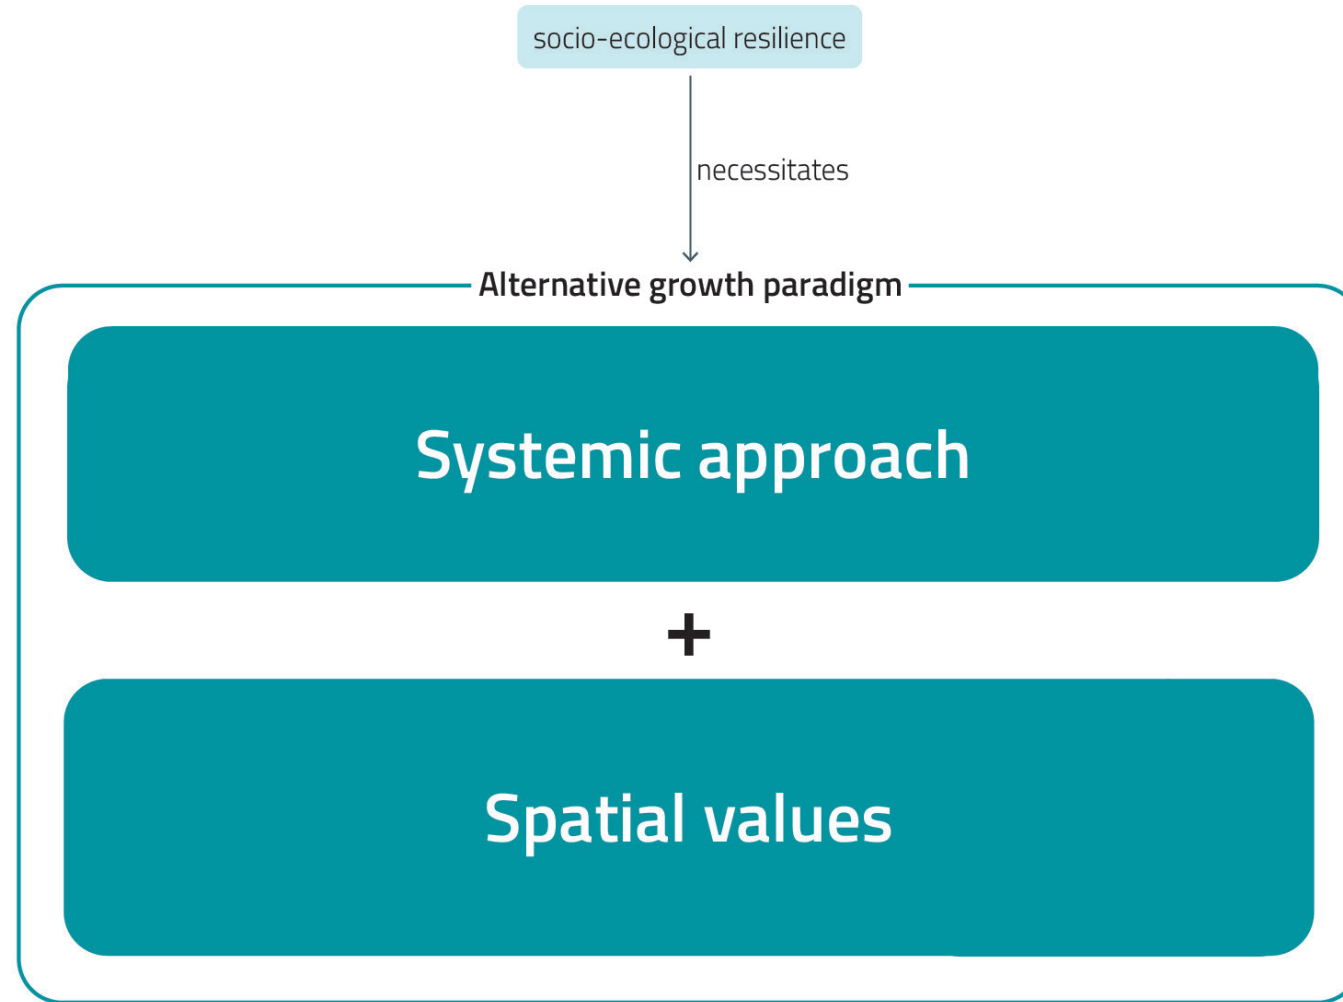 socio-ecological resilience
necessitates
Alternative growth paradigm
Systemic approach
+
Spatial values